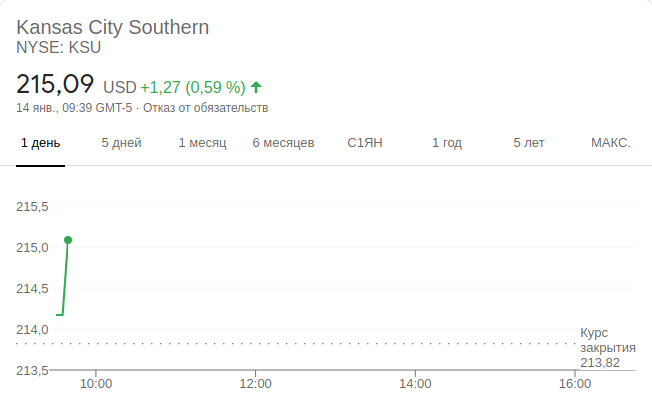 Kansas City Southern
NYSE: KSU
215,09 USD +1,27 (0,59 %)
14 янв., 09:39 GMT-5 · Отказ от обязательств
1 день 5 дней 1 месяц 6 месяцев С1ЯН 1 год 5 лет МАКС.
215,5
215,0
214,5
214,0
213,5
Курс
закрытия
213,82
10:00 12:00 14:00 16:00